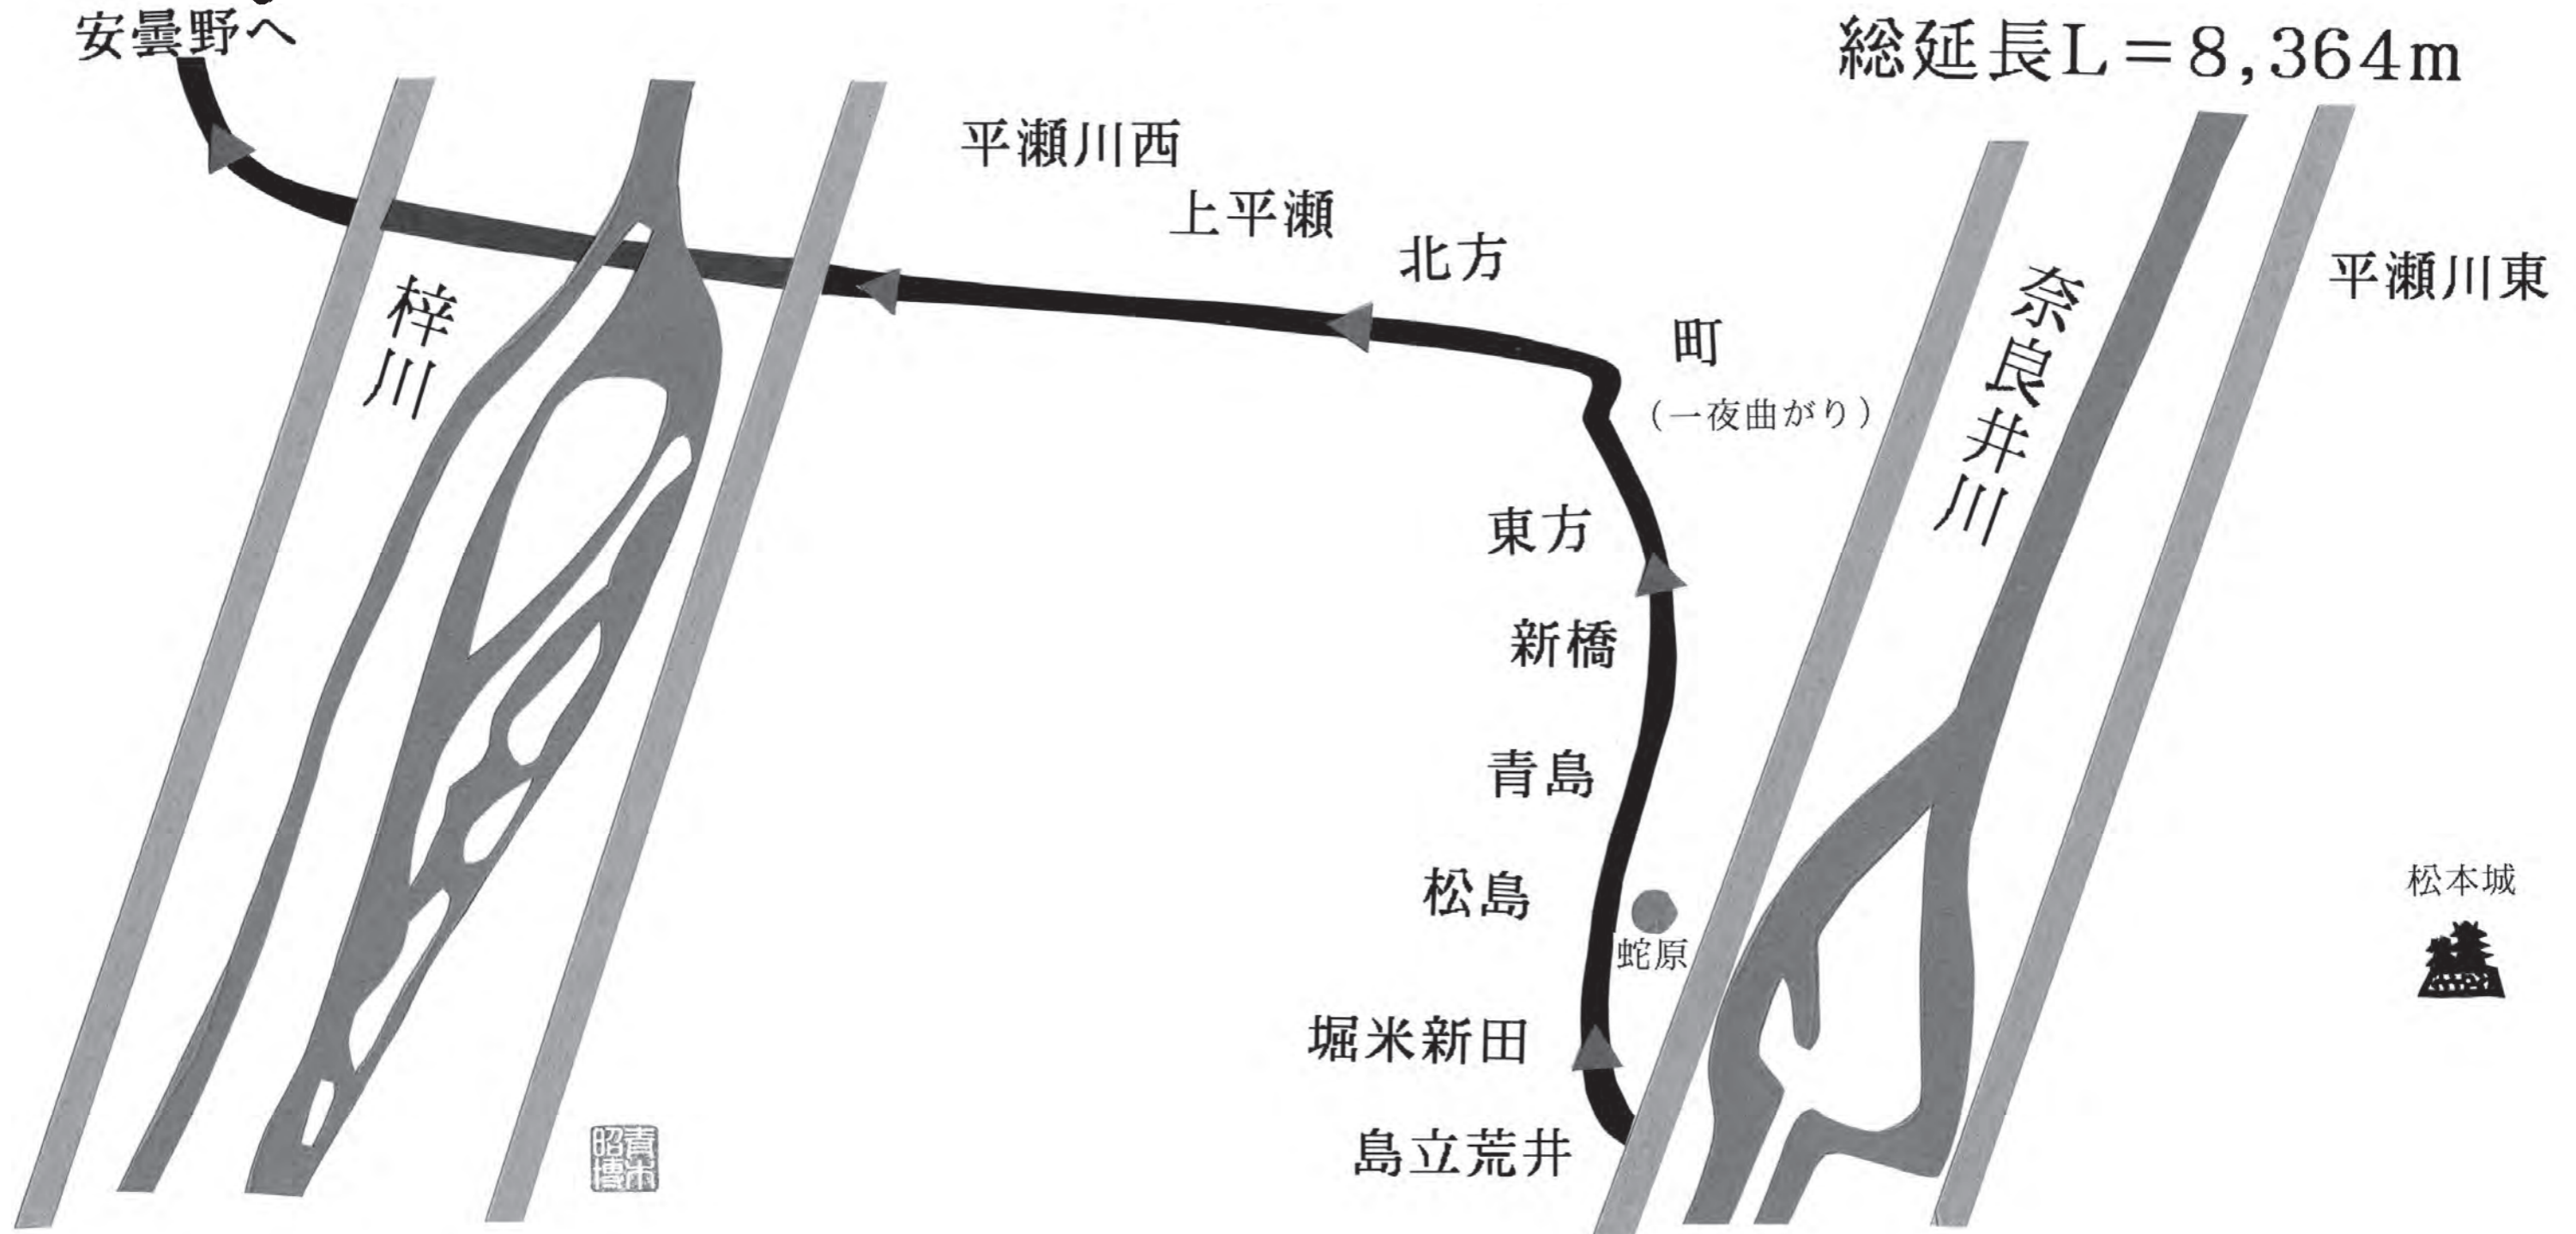 安曇野へ
総延長L＝8,364m
平瀬川西
上平瀬
北方
平瀬川東
町
(一夜曲がり)
梓川
奈良井川
東方
新橋
青島
松島
蛇原
松本城
堀米新田
島立荒井
青木
昭博